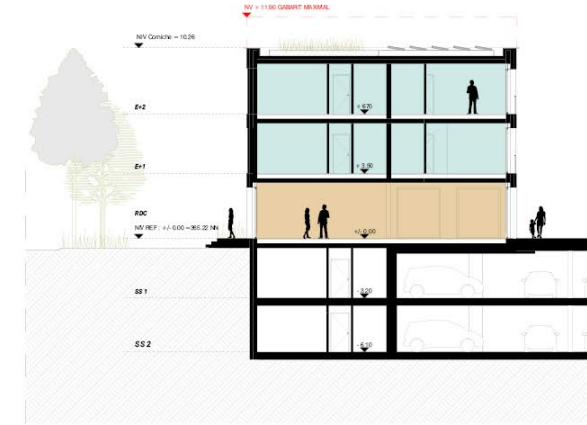 NV > 11.90 GABARIT MAXIMAL
NIV Corniche = 10.26
E+2
+ 6.70
E+1
+ 3.50
RDC
NIV REF : +/- 0.00 =365.22 NN
+/- 0.00
SS 1
- 3.20
SS 2
- 6.10